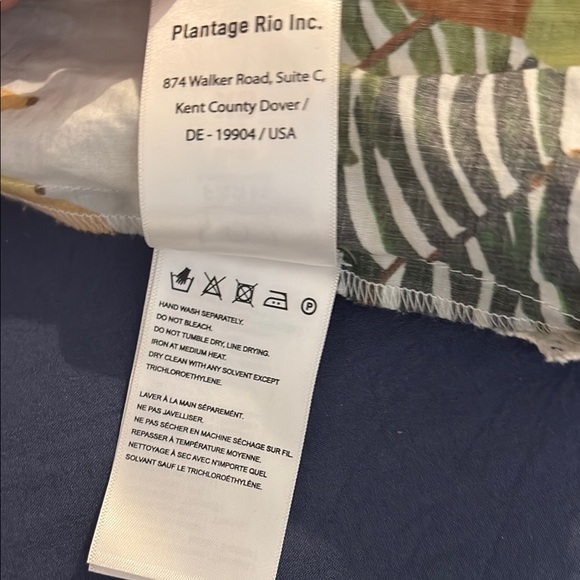 Plantage Rio Inc.
874 Walker Road, Suite C,
Kent County Dover /
DE - 19904 / USA
P
HAND WASH SEPARATELY.
DO NOT BLEACH.
DO NOT TUMBLE DRY, LINE DRYING.
IRON AT MEDIUM HEAT.
DRY CLEAN WITH ANY SOLVENT EXCEPT
TRICHLOROETHYLENE.
LAVER À LA MAIN SÉPARÉMENT.
NE PAS JAVELLISER.
NE PAS SÉCHER EN MACHINE SÉCHAGE SUR FIL.
REPASSER À TEMPÉRATURE MOYENNE.
NETTOYAGE À SEC AVEC N'IMPORTE QUEL
SOLVANT SAUF LE TRICHLOROÉTHYLÈNE.